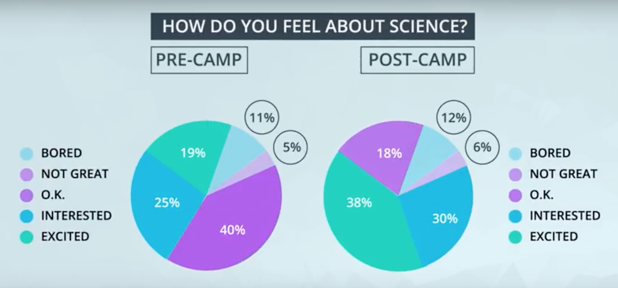 HOW DO YOU FEEL ABOUT SCIENCE?
PRE-CAMP
POST-CAMP
BORED
NOT GREAT
O.K.
INTERESTED
EXCITED
11%
5%
19%
25%
40%
12%
6%
18%
38%
30%
BORED
NOT GREAT
O.K.
INTERESTED
EXCITED